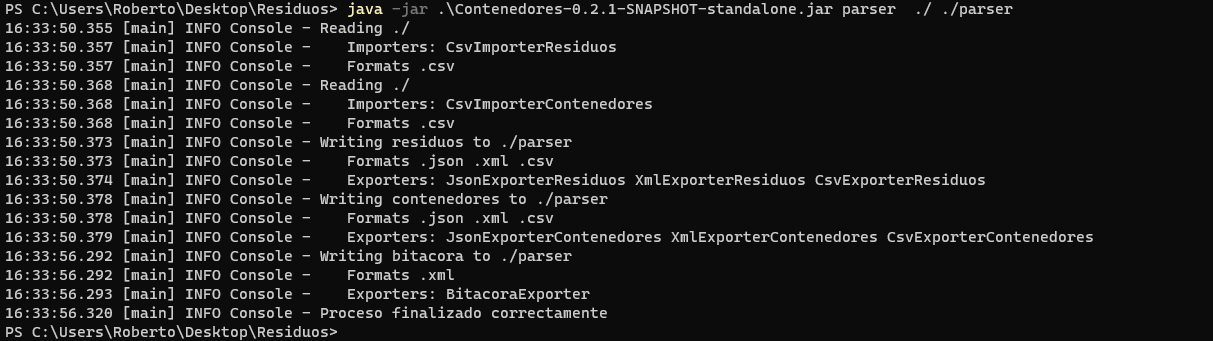 PS C:\Users\Roberto\Desktop\Residuos> java -jar .\Contenedores-0.2.1-SNAPSHOT-standalone.jar parser  ./ ./parser
16:33:50.355 [main] INFO Console -  Reading ./
16:33:50.357 [main] INFO Console -     Importers: CsvImporterResiduos
16:33:50.357 [main] INFO Console -     Formats .csv
16:33:50.368 [main] INFO Console -  Reading ./
16:33:50.368 [main] INFO Console -     Importers: CsvImporterContenedores
16:33:50.368 [main] INFO Console -     Formats .csv
16:33:50.373 [main] INFO Console -  Writing residuos to ./parser
16:33:50.373 [main] INFO Console -     Formats .json .xml .csv
16:33:50.374 [main] INFO Console -     Exporters: JsonExporterResiduos XmlExporterResiduos CsvExporterResiduos
16:33:50.378 [main] INFO Console -  Writing contenedores to ./parser
16:33:50.378 [main] INFO Console -     Formats .json .xml .csv
16:33:50.379 [main] INFO Console -     Exporters: JsonExporterContenedores XmlExporterContenedores CsvExporterContenedores
16:33:56.292 [main] INFO Console -  Writing bitacora to ./parser
16:33:56.292 [main] INFO Console -     Formats .xml
16:33:56.293 [main] INFO Console -     Exporters: BitacoraExporter
16:33:56.320 [main] INFO Console -  Proceso finalizado correctamente
PS C:\Users\Roberto\Desktop\Residuos>